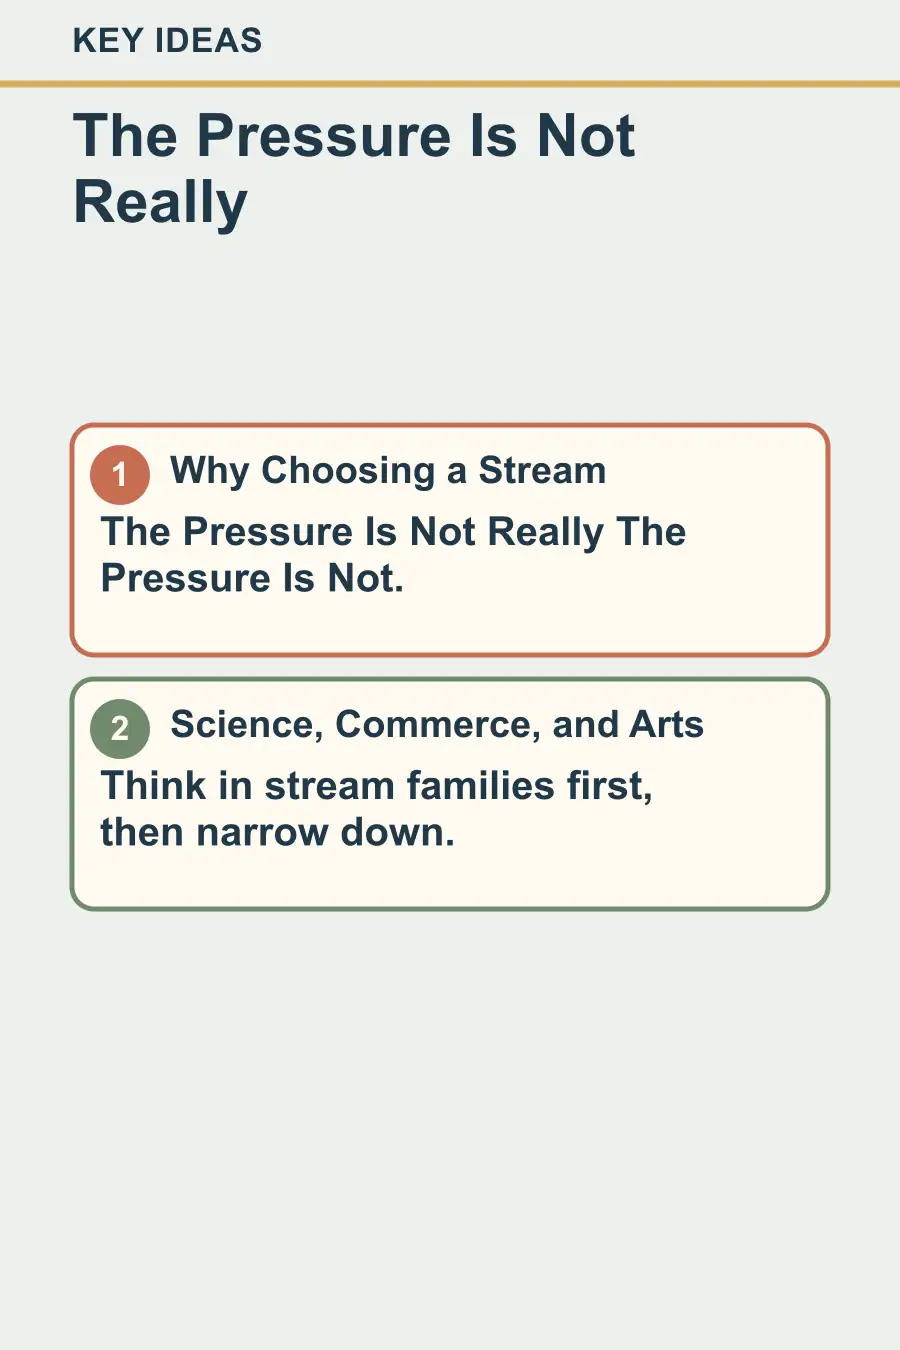 KEY IDEAS
The Pressure Is Not
Really
1
Why Choosing a Stream
The Pressure Is Not Really The
Pressure Is Not.
2
Science, Commerce, and Arts
Think in stream families first,
then narrow down.